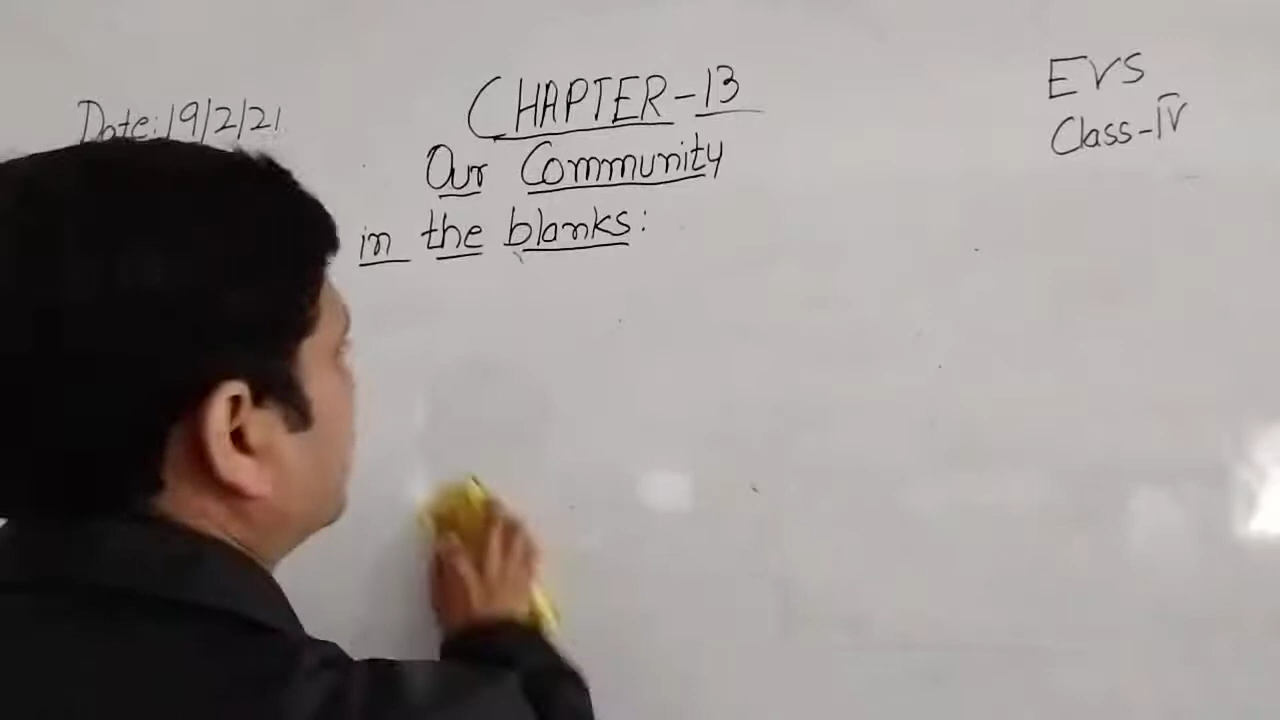 Date: 19/2/21
CHAPTER-13
EVS
Class-IV
Our Community
in the blanks: